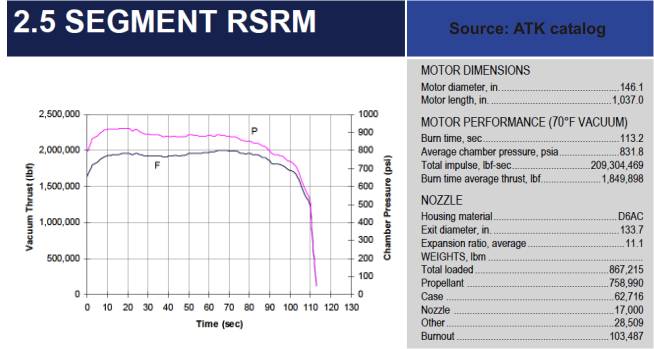 2.5 SEGMENT RSRM
Source: ATK catalog
2,500,000
2,000,000
1,500,000
1,000,000
500,000
0
Vacuum Thrust (lbf)
P
F
1000
900
800
700
600
500
400
300
200
100
0
Chamber Pressure (psi)
0 10 20 30 40 50 60 70 80 90 100 110 120 130
Time (sec)
MOTOR DIMENSIONS
Motor diameter, in. 146.1
Motor length, in. 1,037.0
MOTOR PERFORMANCE (70°F VACUUM)
Burn time, sec 113.2
Average chamber pressure, psia 831.8
Total impulse, lbf-sec 209,304,469
Burn time average thrust, lbf 1,849,898
NOZZLE
Housing material D6AC
Exit diameter, in. 133.7
Expansion ratio, average 11.1
WEIGHTS, lbm
Total loaded 867,215
Propellant 758,990
Case 62,716
Nozzle 17,000
Other 28,509
Burnout 103,487